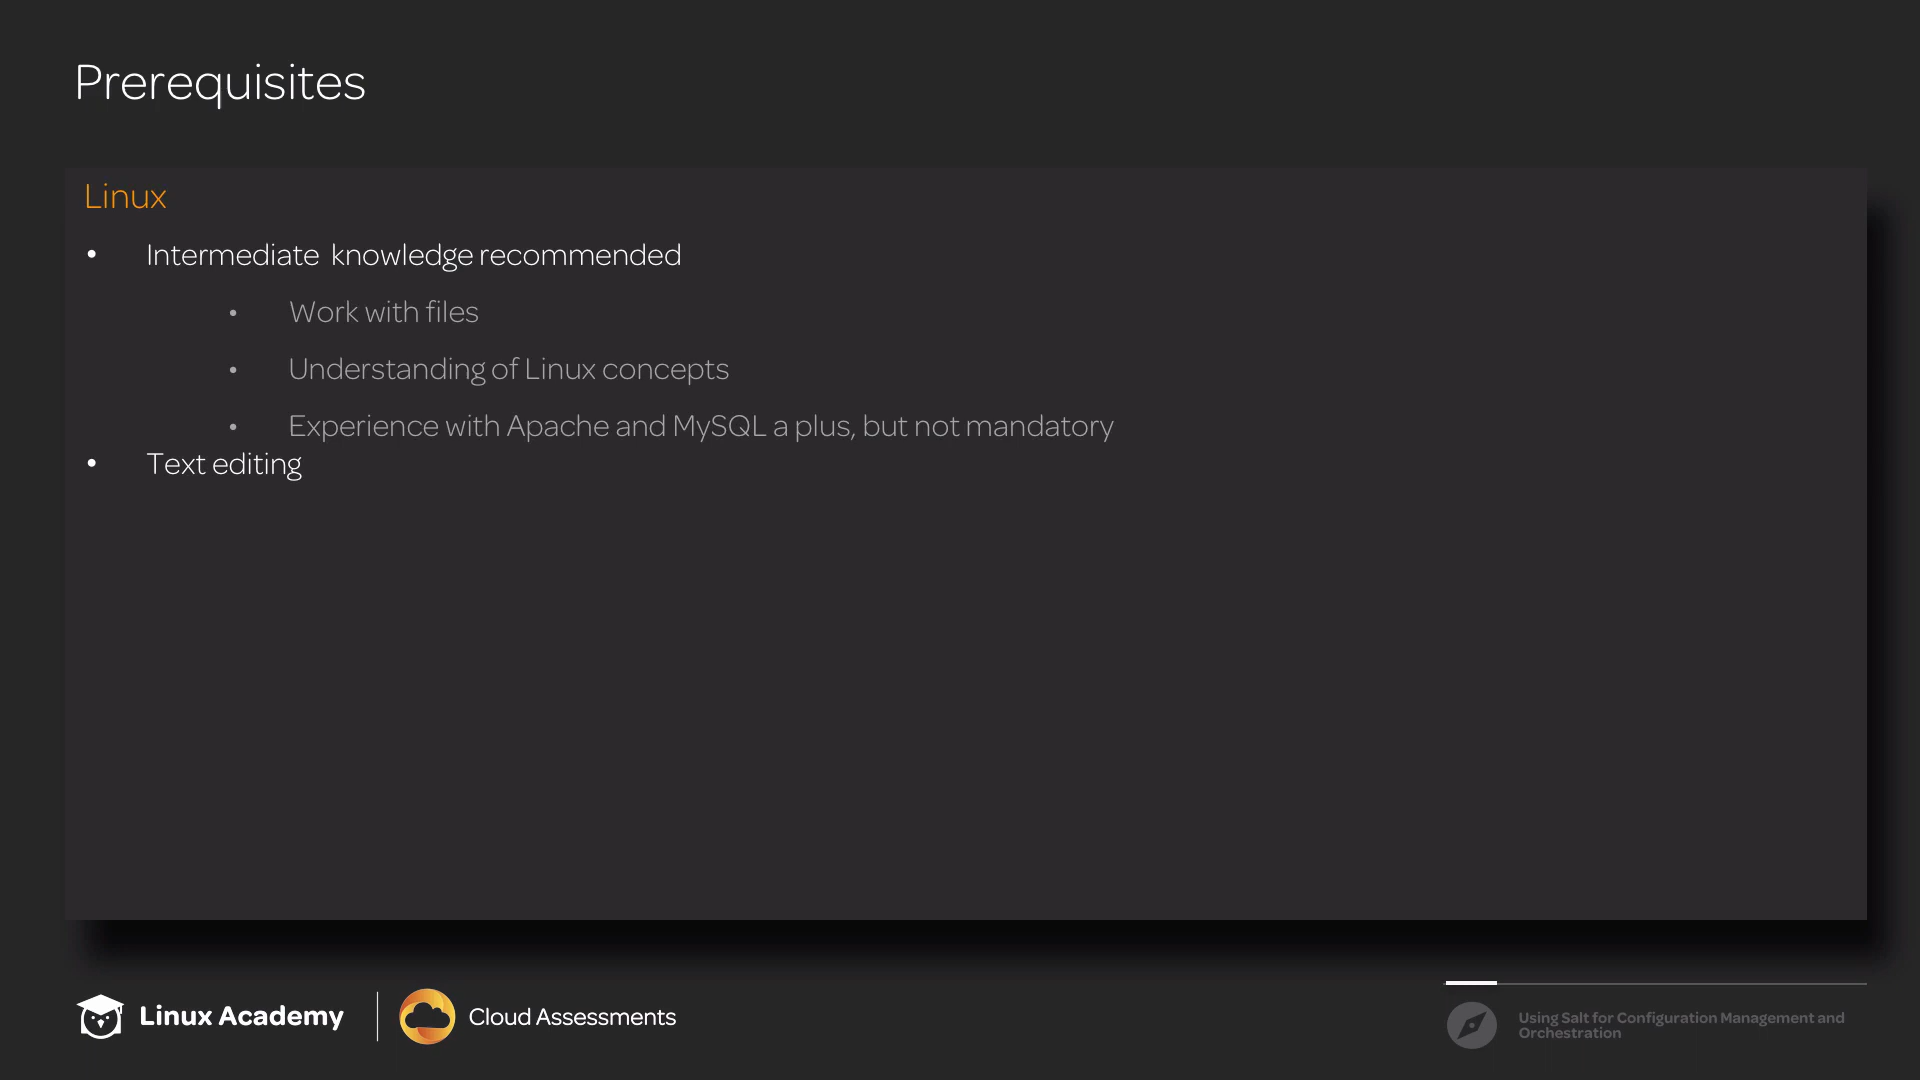 Prerequisites
Linux
• Intermediate knowledge recommended
• Work with files
• Understanding of Linux concepts
• Experience with Apache and MySQL a plus, but not mandatory
• Text editing
Linux Academy
Cloud Assessments
Using Salt for Configuration Management and
Orchestration